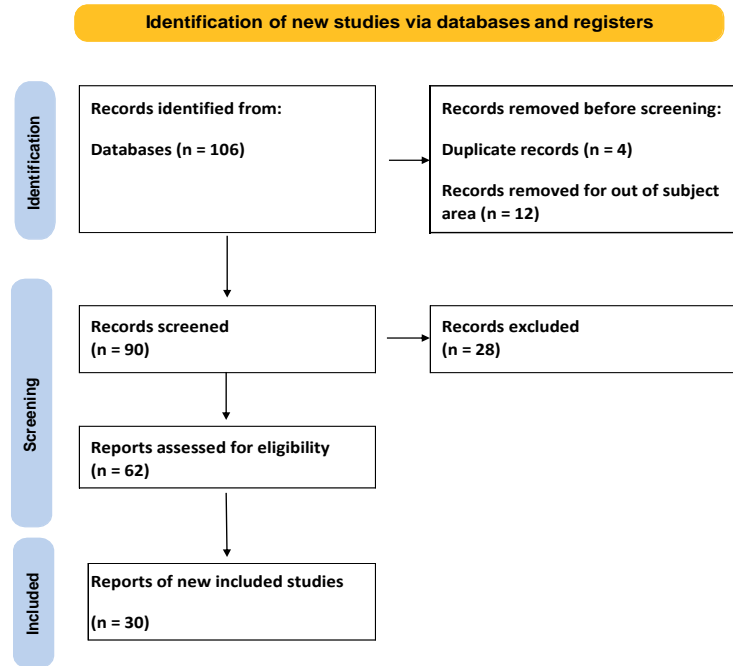 Identification of new studies via databases and registers
Identification
Records identified from:
Databases (n = 106)
Records removed before screening:
Duplicate records (n = 4)
Records removed for out of subject
area (n = 12)
Screening
Records screened
(n = 90)
Records excluded
(n = 28)
Reports assessed for eligibility
(n = 62)
Included
Reports of new included studies
(n = 30)